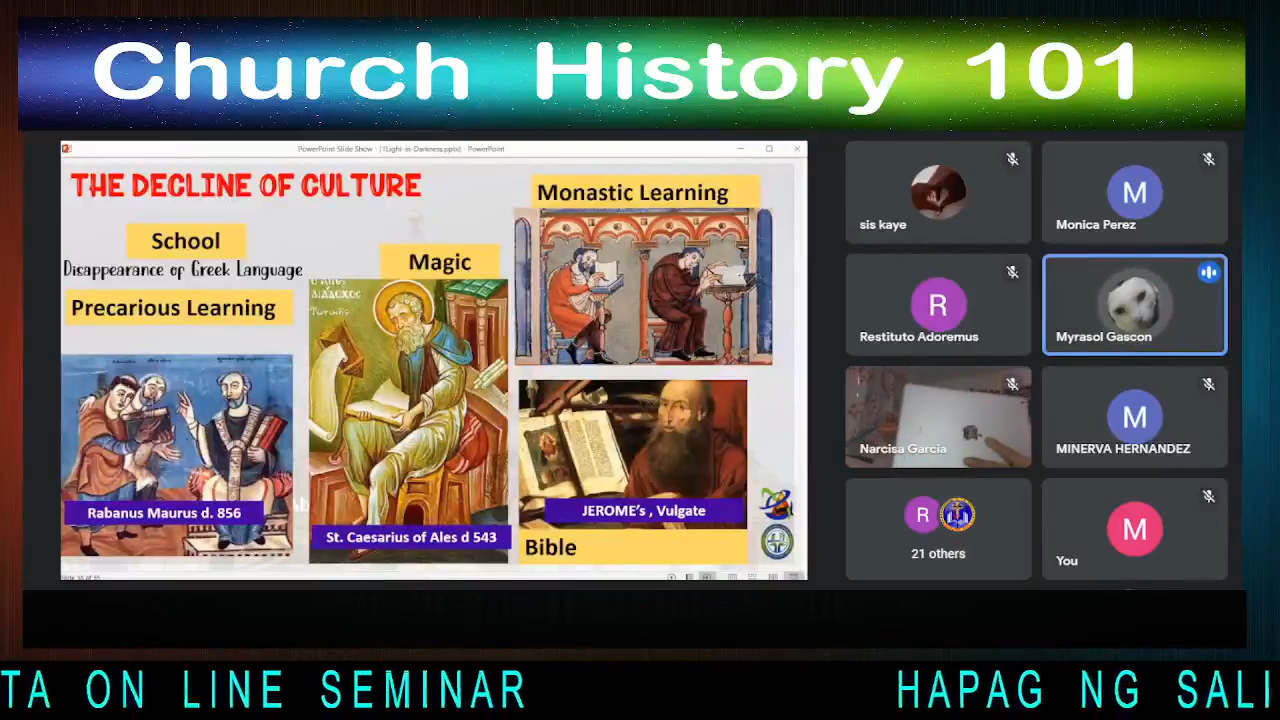 Church History 101
PowerPoint Slide Show - [1Light-in-Darkness.pptx] - PowerPoint
THE DECLINE OF CULTURE
School
Disappearance of Greek Language
Precarious Learning
Rabanus Maurus d. 856
Magic
St. Caesarius of Ales d 543
Monastic Learning
JEROME's , Vulgate
Bible
sis kaye
M
Monica Perez
R
Restituto Adoremus
Myrasol Gascon
Narcisa Garcia
M
MINERVA HERNANDEZ
R
21 others
M
You
TA ON LINE SEMINAR HAPAG NG SALI